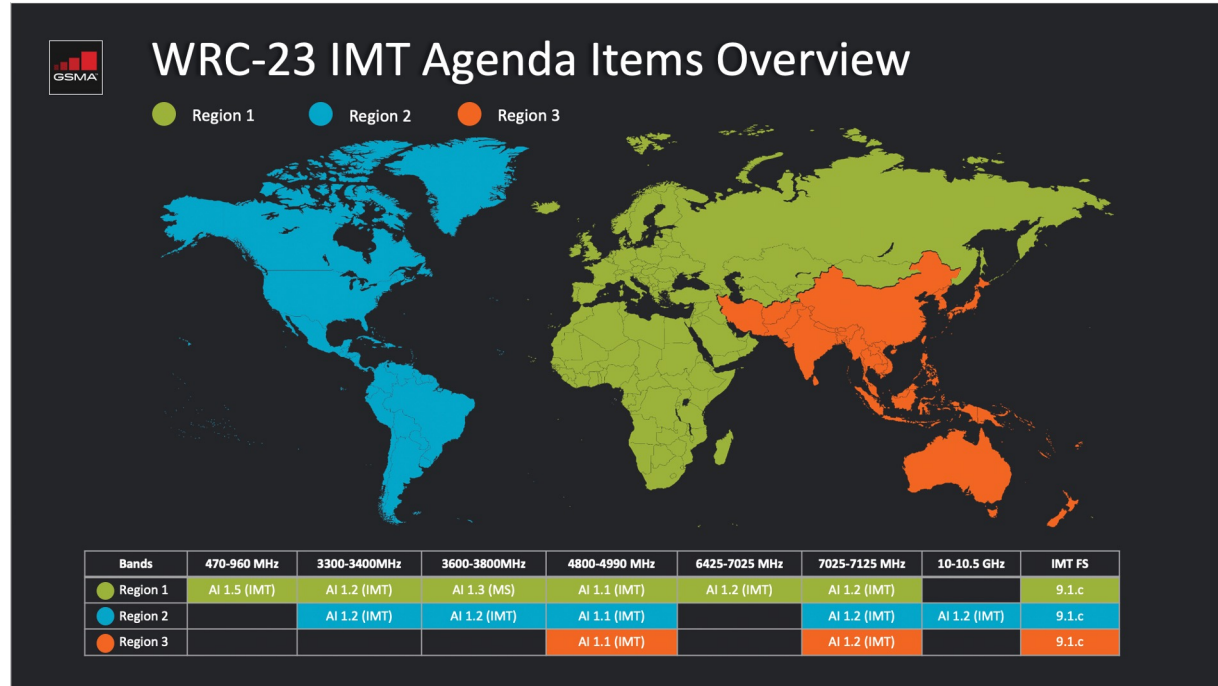 GSMA
WRC-23 IMT Agenda Items Overview
Region 1 Region 2 Region 3
Bands 470-960 MHz 3300-3400MHz 3600-3800MHz 4800-4990 MHz 6425-7025 MHz 7025-7125 MHz 10-10.5 GHz IMT FS
Region 1 AI 1.5 (IMT) AI 1.2 (IMT) AI 1.3 (MS) AI 1.1 (IMT) AI 1.2 (IMT) AI 1.2 (IMT) 9.1.c
Region 2 AI 1.2 (IMT) AI 1.2 (IMT) AI 1.1 (IMT) AI 1.2 (IMT) AI 1.2 (IMT) 9.1.c
Region 3 AI 1.1 (IMT) AI 1.2 (IMT) 9.1.c